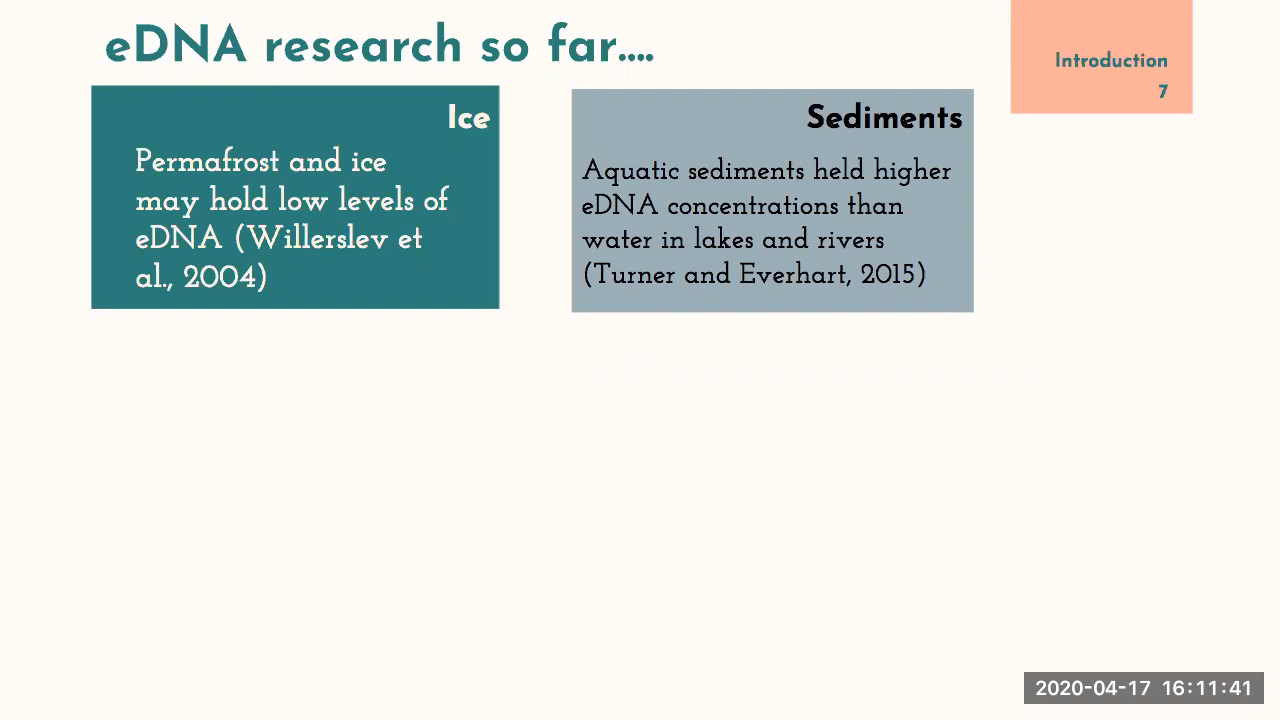 eDNA research so far....
Introduction
7
Ice
Permafrost and ice
may hold low levels of
eDNA (Willerslev et
al., 2004)
Sediments
Aquatic sediments held higher
eDNA concentrations than
water in lakes and rivers
(Turner and Everhart, 2015)
2020-04-17 16:11:41